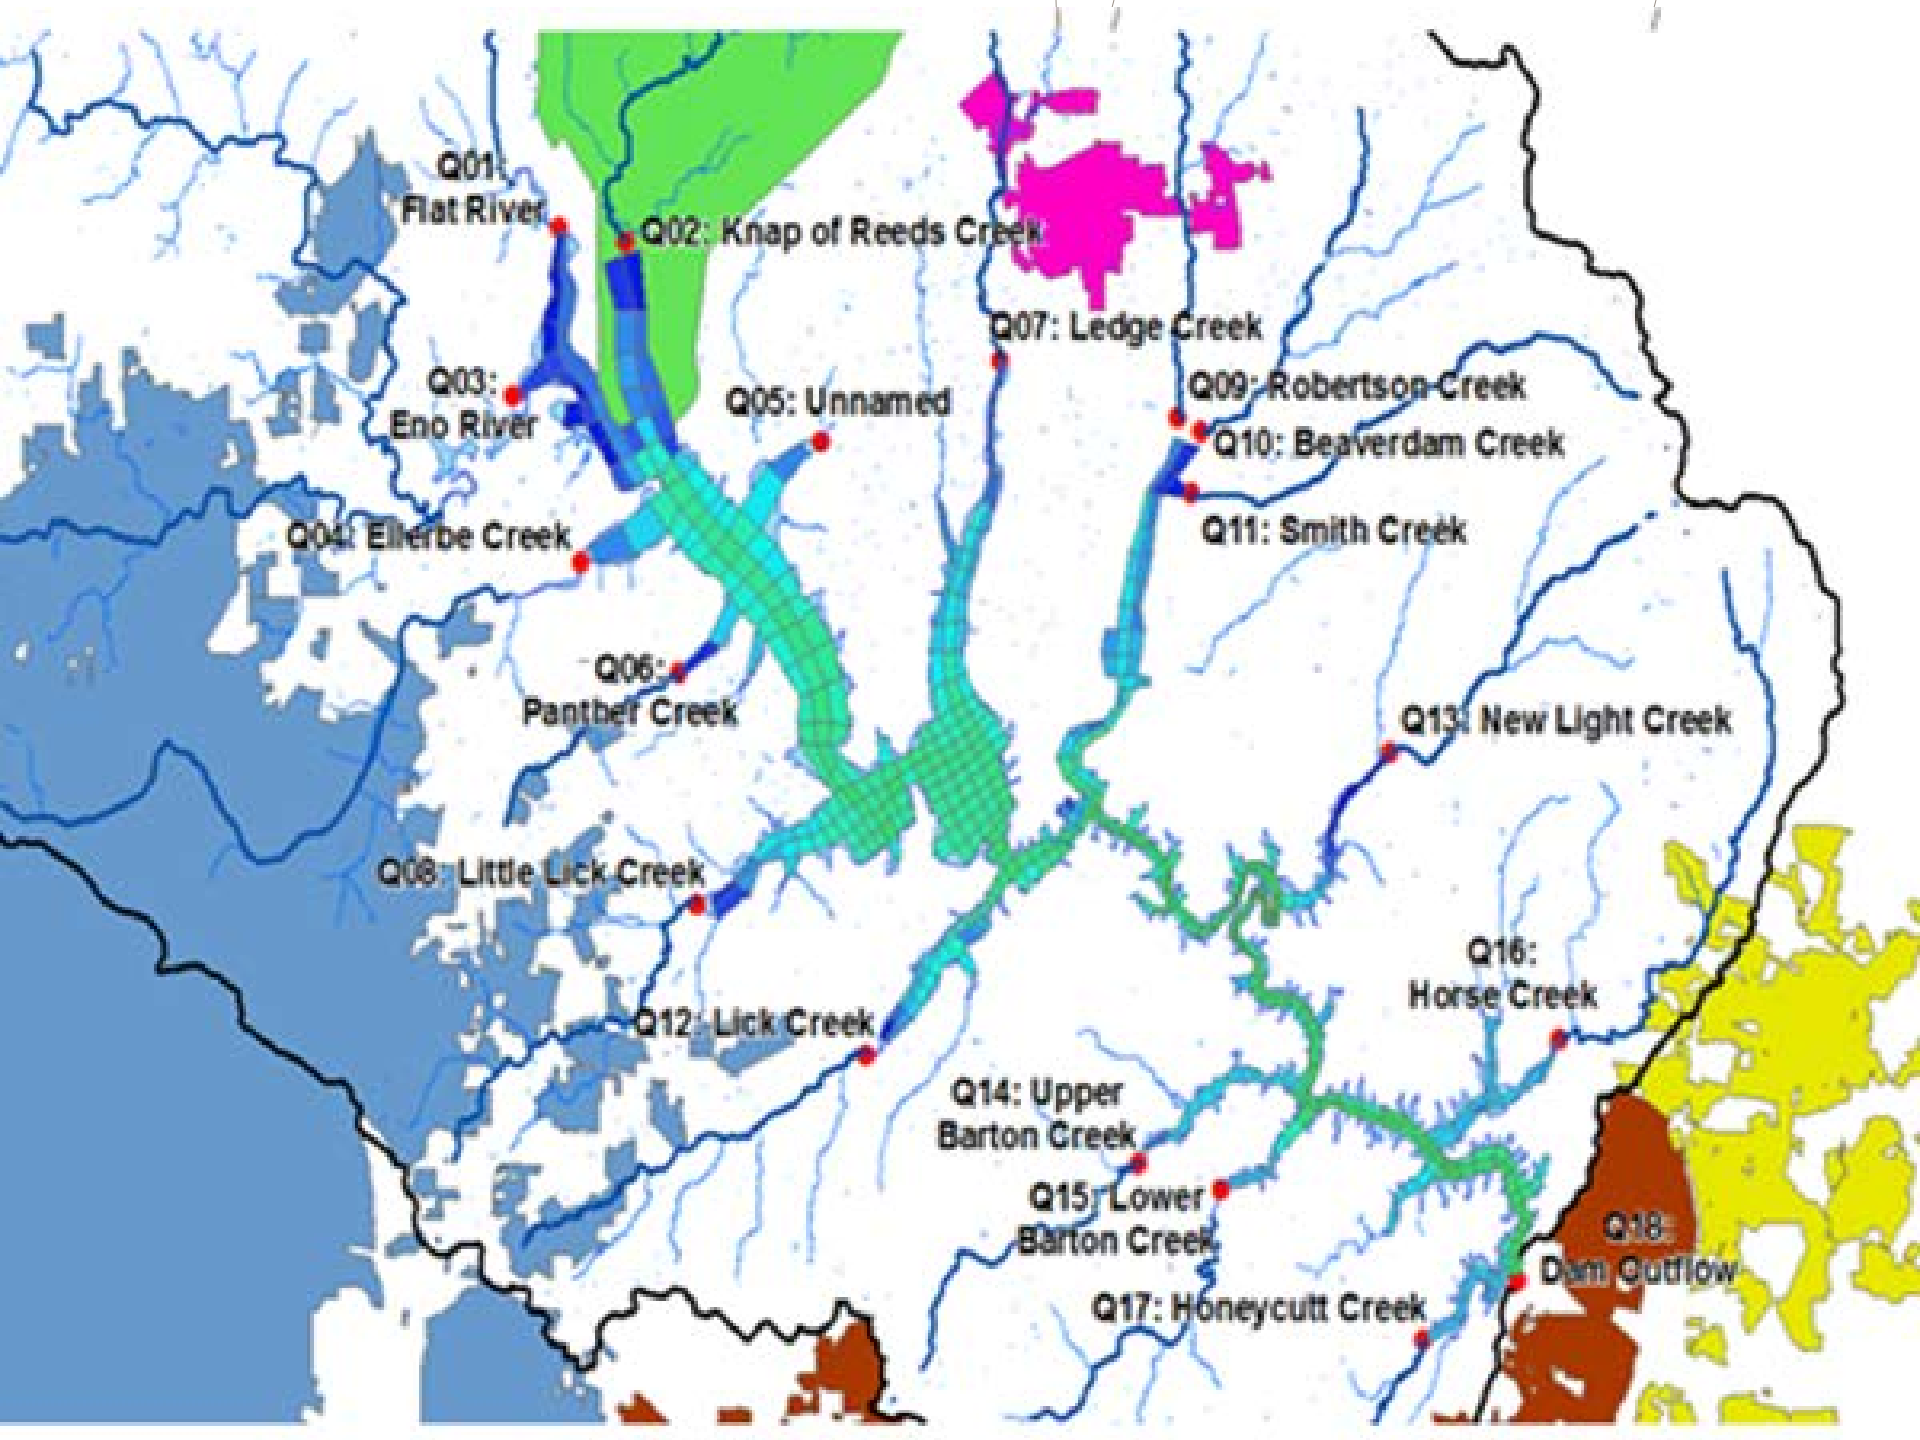 Q01:
Flat River
Q02: Knap of Reeds Creek
Q07: Ledge Creek
Q03:
Eno River
Q05: Unnamed
Q09: Robertson Creek
Q10: Beaverdam Creek
Q04: Ellerbe Creek
Q11: Smith Creek
Q06:
Panther Creek
Q13: New Light Creek
Q08: Little Lick Creek
Q16:
Horse Creek
Q12: Lick Creek
Q14: Upper
Barton Creek
Q15: Lower
Barton Creek
Q18:
Dam Outflow
Q17: Honeycutt Creek